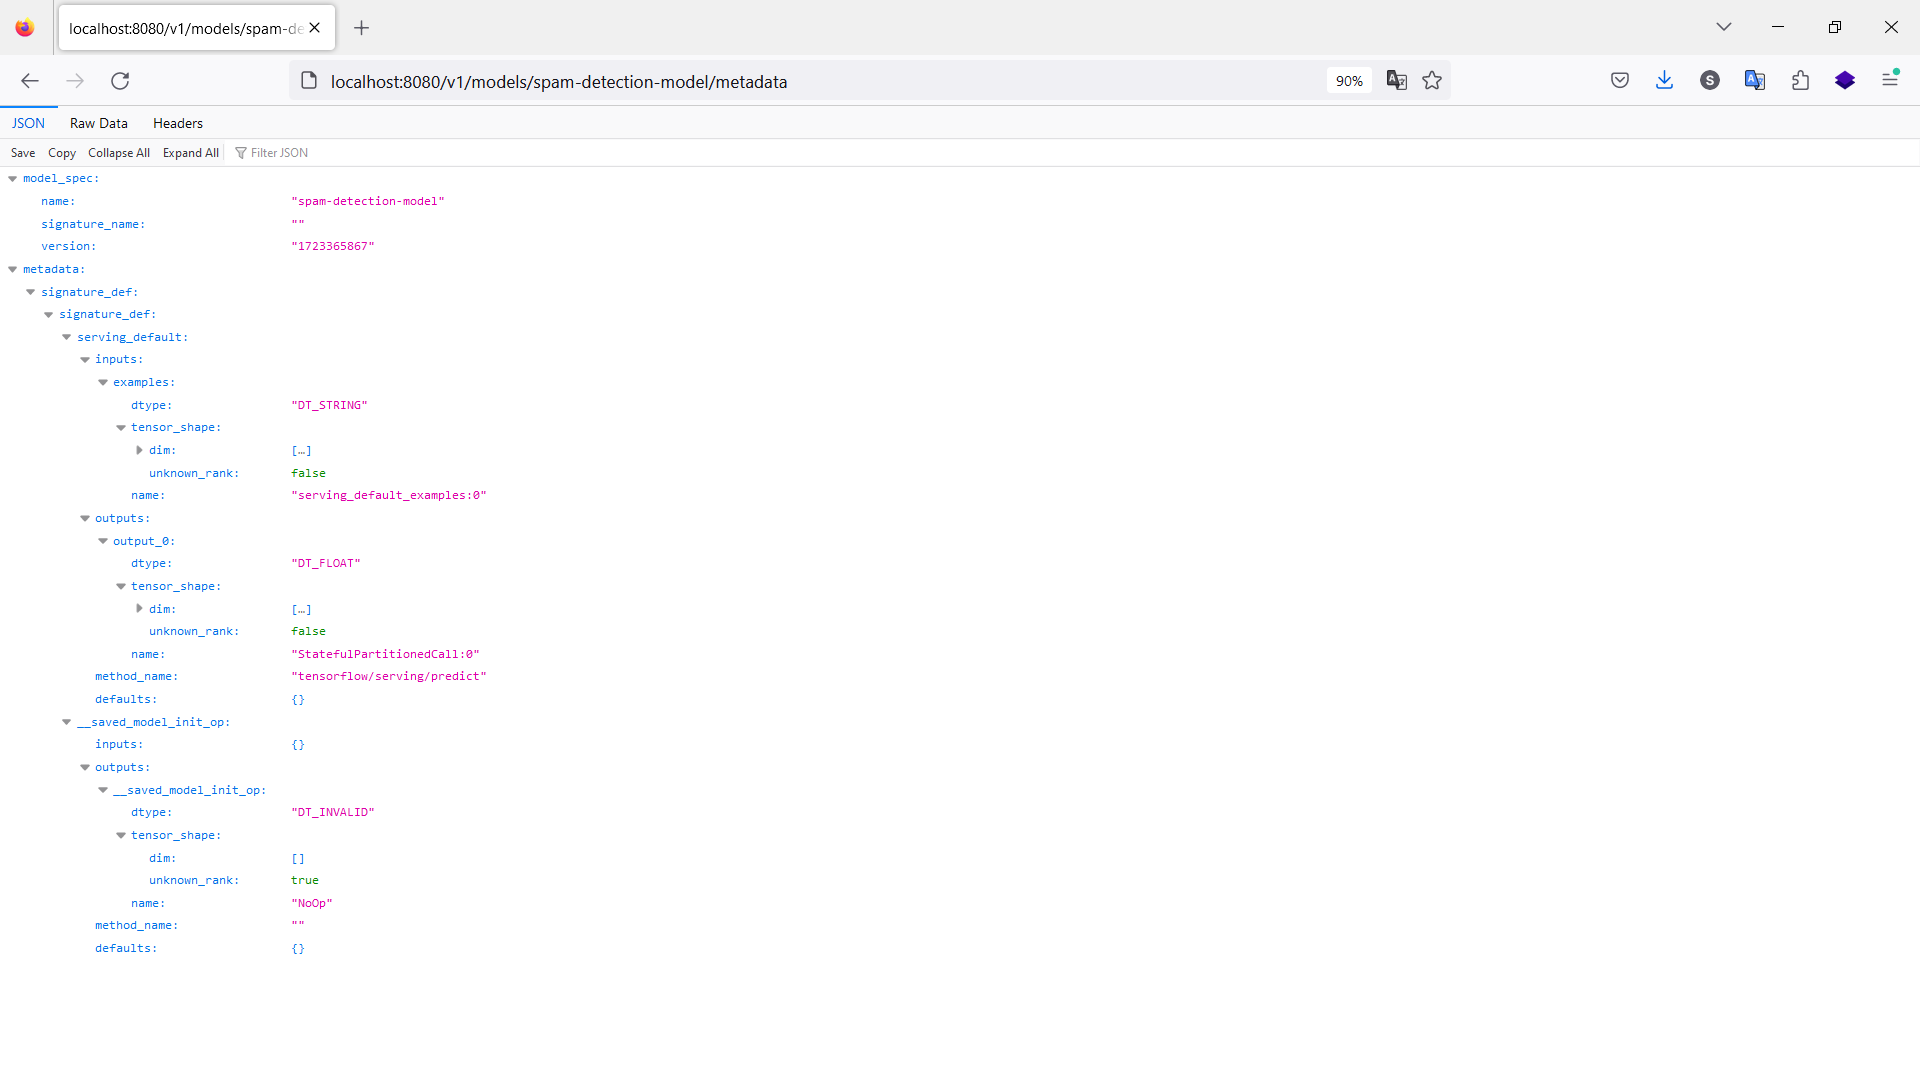 localhost:8080/v1/models/spam-de
localhost:8080/v1/models/spam-detection-model/metadata 90%
S
JSON Raw Data Headers
Save Copy Collapse All Expand All Filter JSON
model_spec:
name: "spam-detection-model"
signature_name: ""
version: "1723365867"
metadata:
signature_def:
signature_def:
serving_default:
inputs:
examples:
dtype: "DT_STRING"
tensor_shape:
dim: […]
unknown_rank: false
name: "serving_default_examples:0"
outputs:
output_0:
dtype: "DT_FLOAT"
tensor_shape:
dim: […]
unknown_rank: false
name: "StatefulPartitionedCall:0"
method_name: "tensorflow/serving/predict"
defaults: {}
__saved_model_init_op:
inputs: {}
outputs:
__saved_model_init_op:
dtype: "DT_INVALID"
tensor_shape:
dim: []
unknown_rank: true
name: "NoOp"
method_name: ""
defaults: {}